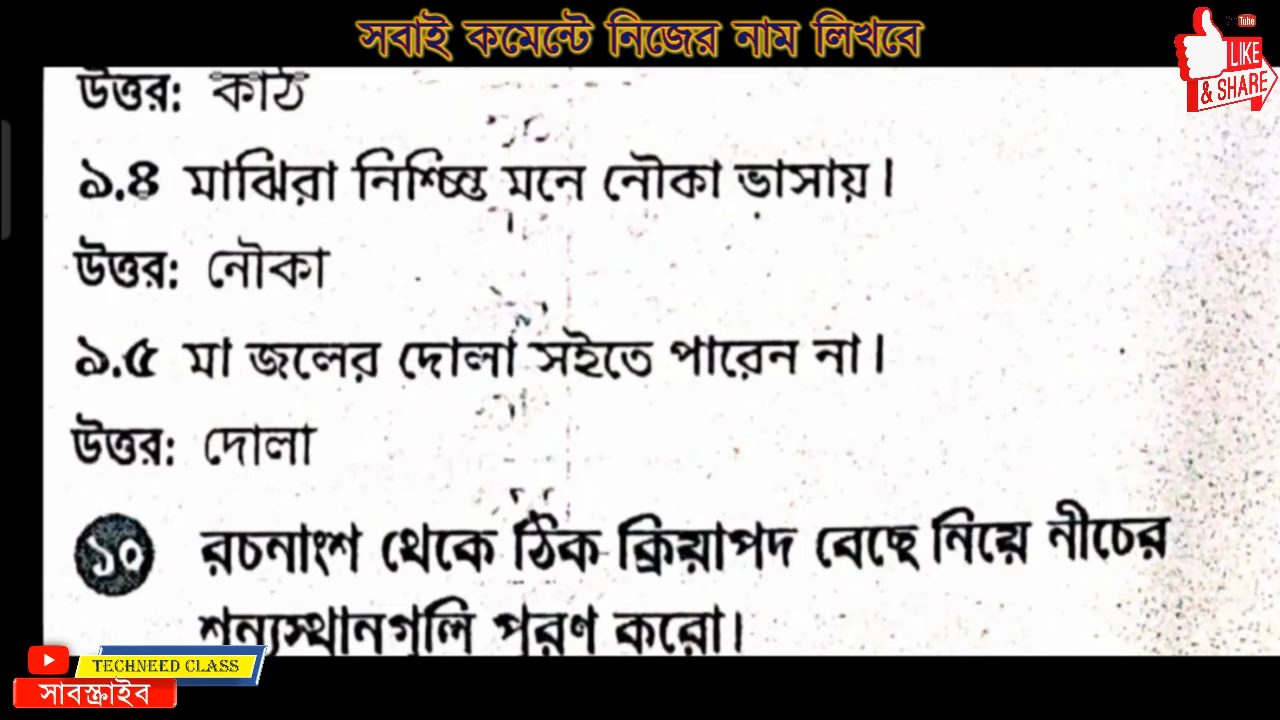 সবাই কমেন্টে নিজের নাম লিখবে
YouTube
LIKE
& SHARE
উত্তর: কাঠ
৯.৪ মাঝিরা নিশ্চিন্ত মনে নৌকা ভাসায়।
উত্তর: নৌকা
৯.৫ মা জলের দোলা সইতে পারেন না।
উত্তর: দোলা
১০ রচনাংশ থেকে ঠিক ক্রিয়াপদ বেছে নিয়ে নীচের
শূন্যস্থানগুলি পূরণ করো।
TECHNEED CLASS
সাবস্ক্রাইব